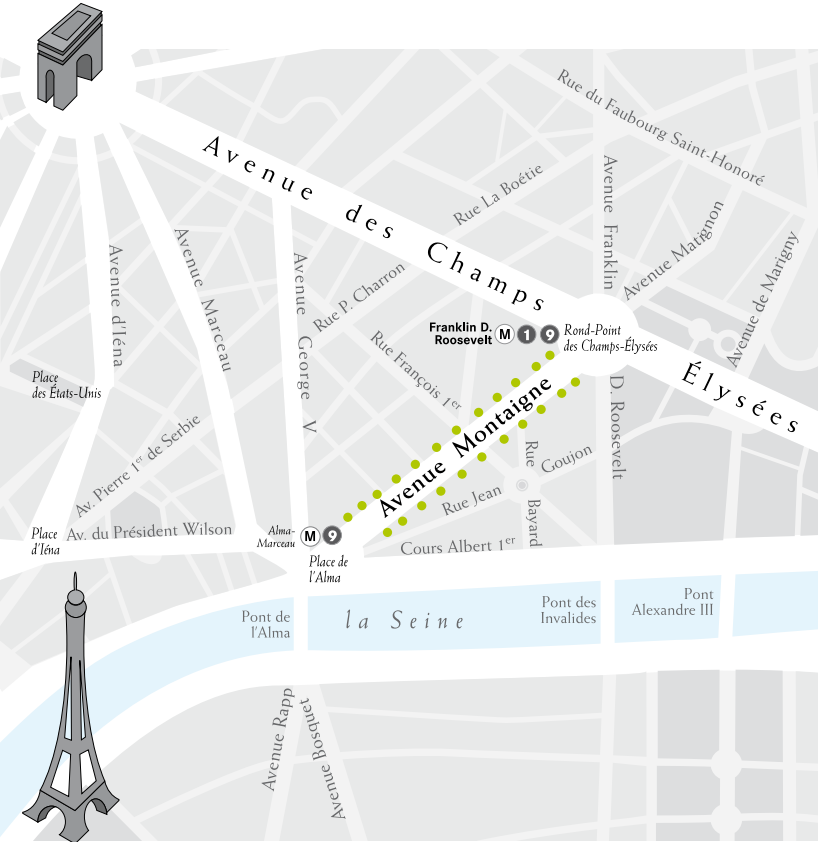 Rue du Faubourg Saint-Honoré
Avenue des Champs Élysées
Rue La Boétie
Avenue Franklin D. Roosevelt
Avenue Matignon
Avenue de Marigny
Avenue d'Iéna
Avenue Marceau
Avenue George V
Rue P. Charron
Franklin D.
Roosevelt
M 1 9
Rond-Point
des Champs-Élysées
Rue François 1er
Place
des États-Unis
Avenue Montaigne
Av. Pierre 1er de Serbie
Rue Jean Goujon
Rue Bayard
Place
d'Iéna
Av. du Président Wilson
Alma-
Marceau
M 9
Place de
l'Alma
Cours Albert 1er
Pont de
l'Alma
la Seine
Pont des
Invalides
Pont
Alexandre III
Avenue Rapp
Avenue Bosquet